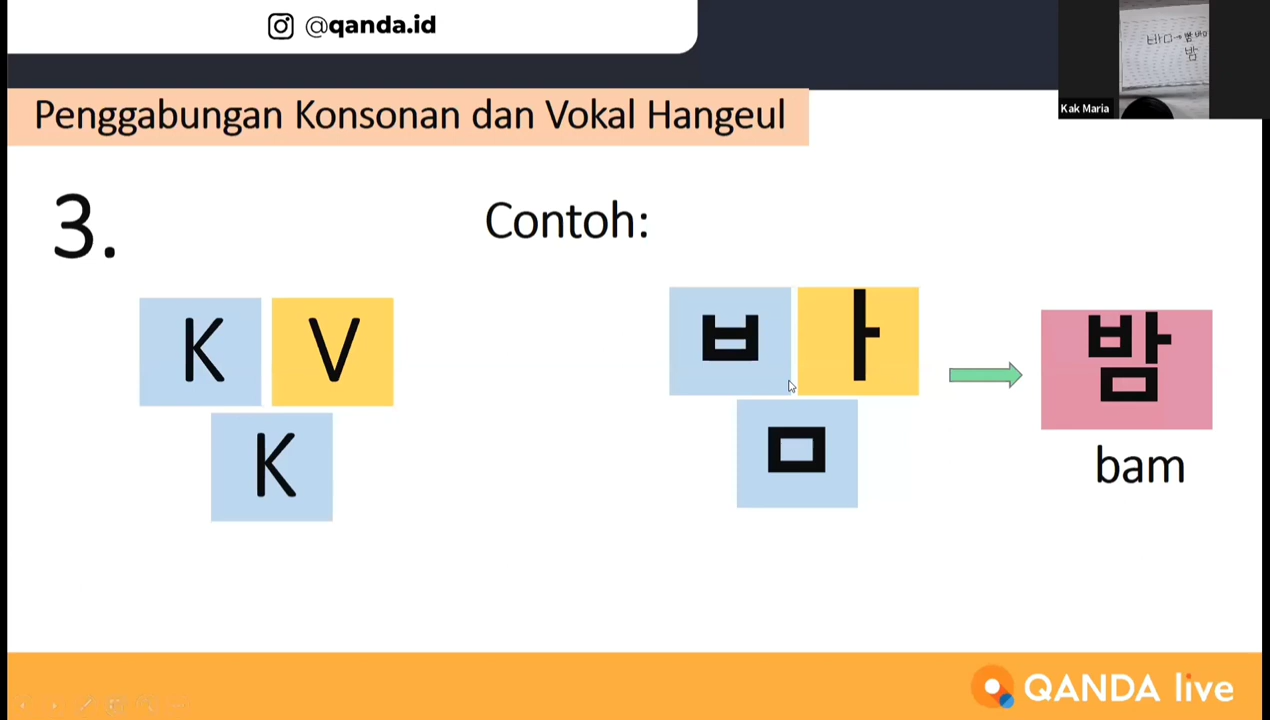 @qanda.id
Penggabungan Konsonan dan Vokal Hangeul
Kak Maria
3.
Contoh:
K V
K
ㅂ ㅏ
ㅁ
밤
bam
QANDA live